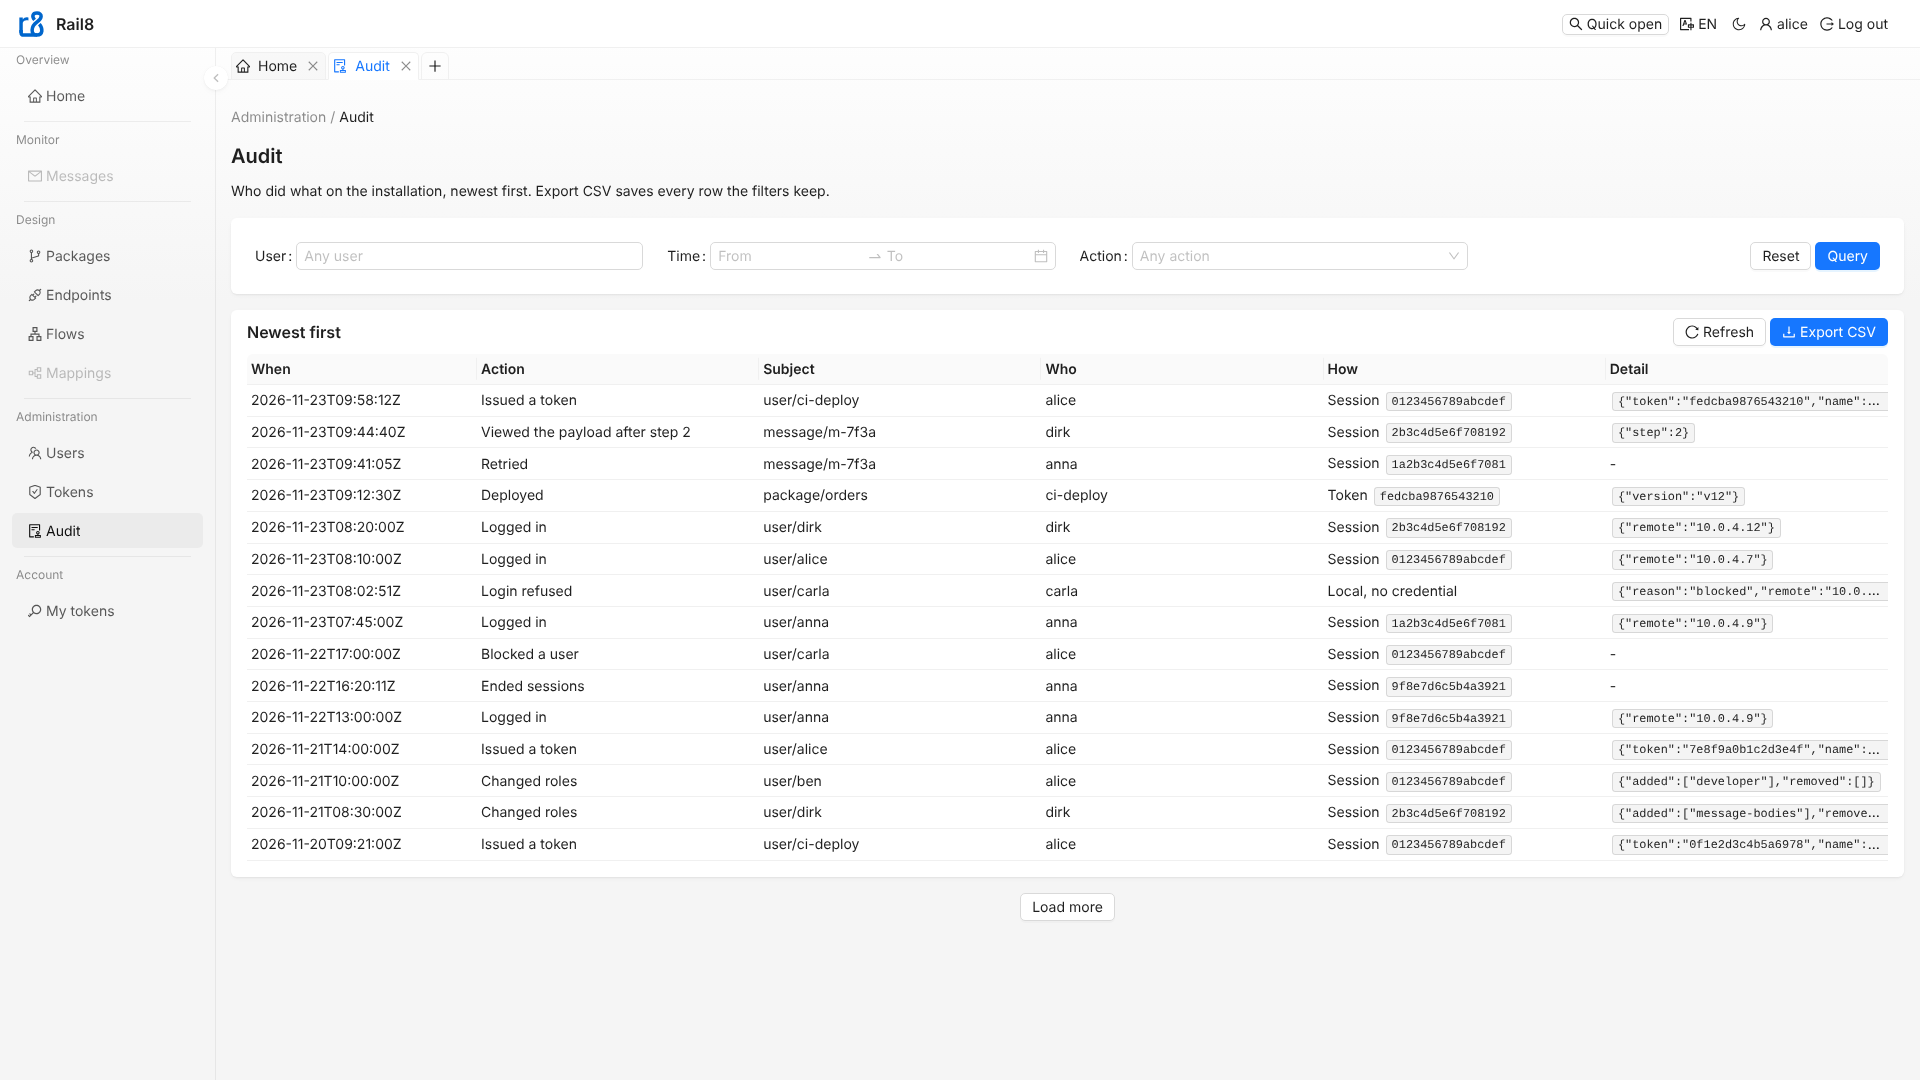 Rail8
Quick open
EN
alice
Log out
Overview
Home
Monitor
Messages
Design
Packages
Endpoints
Flows
Mappings
Administration
Users
Tokens
Audit
Account
My tokens
Home
Audit
Administration / Audit
Audit
Who did what on the installation, newest first. Export CSV saves every row the filters keep.
User: Any user
Time: From To
Action: Any action
Reset
Query
Newest first
Refresh
Export CSV
When Action Subject Who How Detail
2026-11-23T09:58:12Z Issued a token user/ci-deploy alice Session 0123456789abcdef {"token":"fedcba9876543210","name":...
2026-11-23T09:44:40Z Viewed the payload after step 2 message/m-7f3a dirk Session 2b3c4d5e6f708192 {"step":2}
2026-11-23T09:41:05Z Retried message/m-7f3a anna Session 1a2b3c4d5e6f7081 -
2026-11-23T09:12:30Z Deployed package/orders ci-deploy Token fedcba9876543210 {"version":"v12"}
2026-11-23T08:20:00Z Logged in user/dirk dirk Session 2b3c4d5e6f708192 {"remote":"10.0.4.12"}
2026-11-23T08:10:00Z Logged in user/alice alice Session 0123456789abcdef {"remote":"10.0.4.7"}
2026-11-23T08:02:51Z Login refused user/carla carla Local, no credential {"reason":"blocked","remote":"10.0....
2026-11-23T07:45:00Z Logged in user/anna anna Session 1a2b3c4d5e6f7081 {"remote":"10.0.4.9"}
2026-11-22T17:00:00Z Blocked a user user/carla alice Session 0123456789abcdef -
2026-11-22T16:20:11Z Ended sessions user/anna anna Session 9f8e7d6c5b4a3921 -
2026-11-22T13:00:00Z Logged in user/anna anna Session 9f8e7d6c5b4a3921 {"remote":"10.0.4.9"}
2026-11-21T14:00:00Z Issued a token user/alice alice Session 0123456789abcdef {"token":"7e8f9a0b1c2d3e4f","name":...
2026-11-21T10:00:00Z Changed roles user/ben alice Session 0123456789abcdef {"added":["developer"],"removed":[]}
2026-11-21T08:30:00Z Changed roles user/dirk dirk Session 2b3c4d5e6f708192 {"added":["message-bodies"],"remove...
2026-11-20T09:21:00Z Issued a token user/ci-deploy alice Session 0123456789abcdef {"token":"0f1e2d3c4b5a6978","name":...
Load more